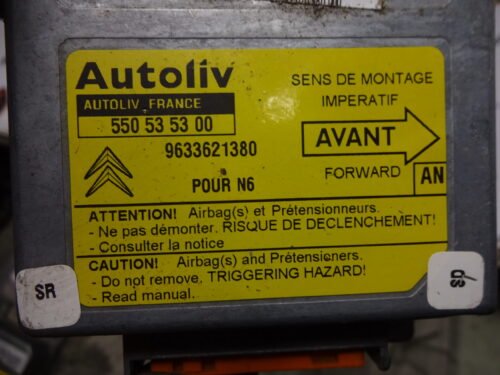 Autoliv
AUTOLIV FRANCE
550 53 53 00
9633621380
POUR N6
SENS DE MONTAGE
IMPERATIF
AVANT
FORWARD
AN
ATTENTION! Airbag(s) et Prétensionneurs.
- Ne pas démonter. RISQUE DE DECLENCHEMENT!
- Consulter la notice
CAUTION! Airbag(s) and Prétensioners.
- Do not remove. TRIGGERING HAZARD!
- Read manual.
SR